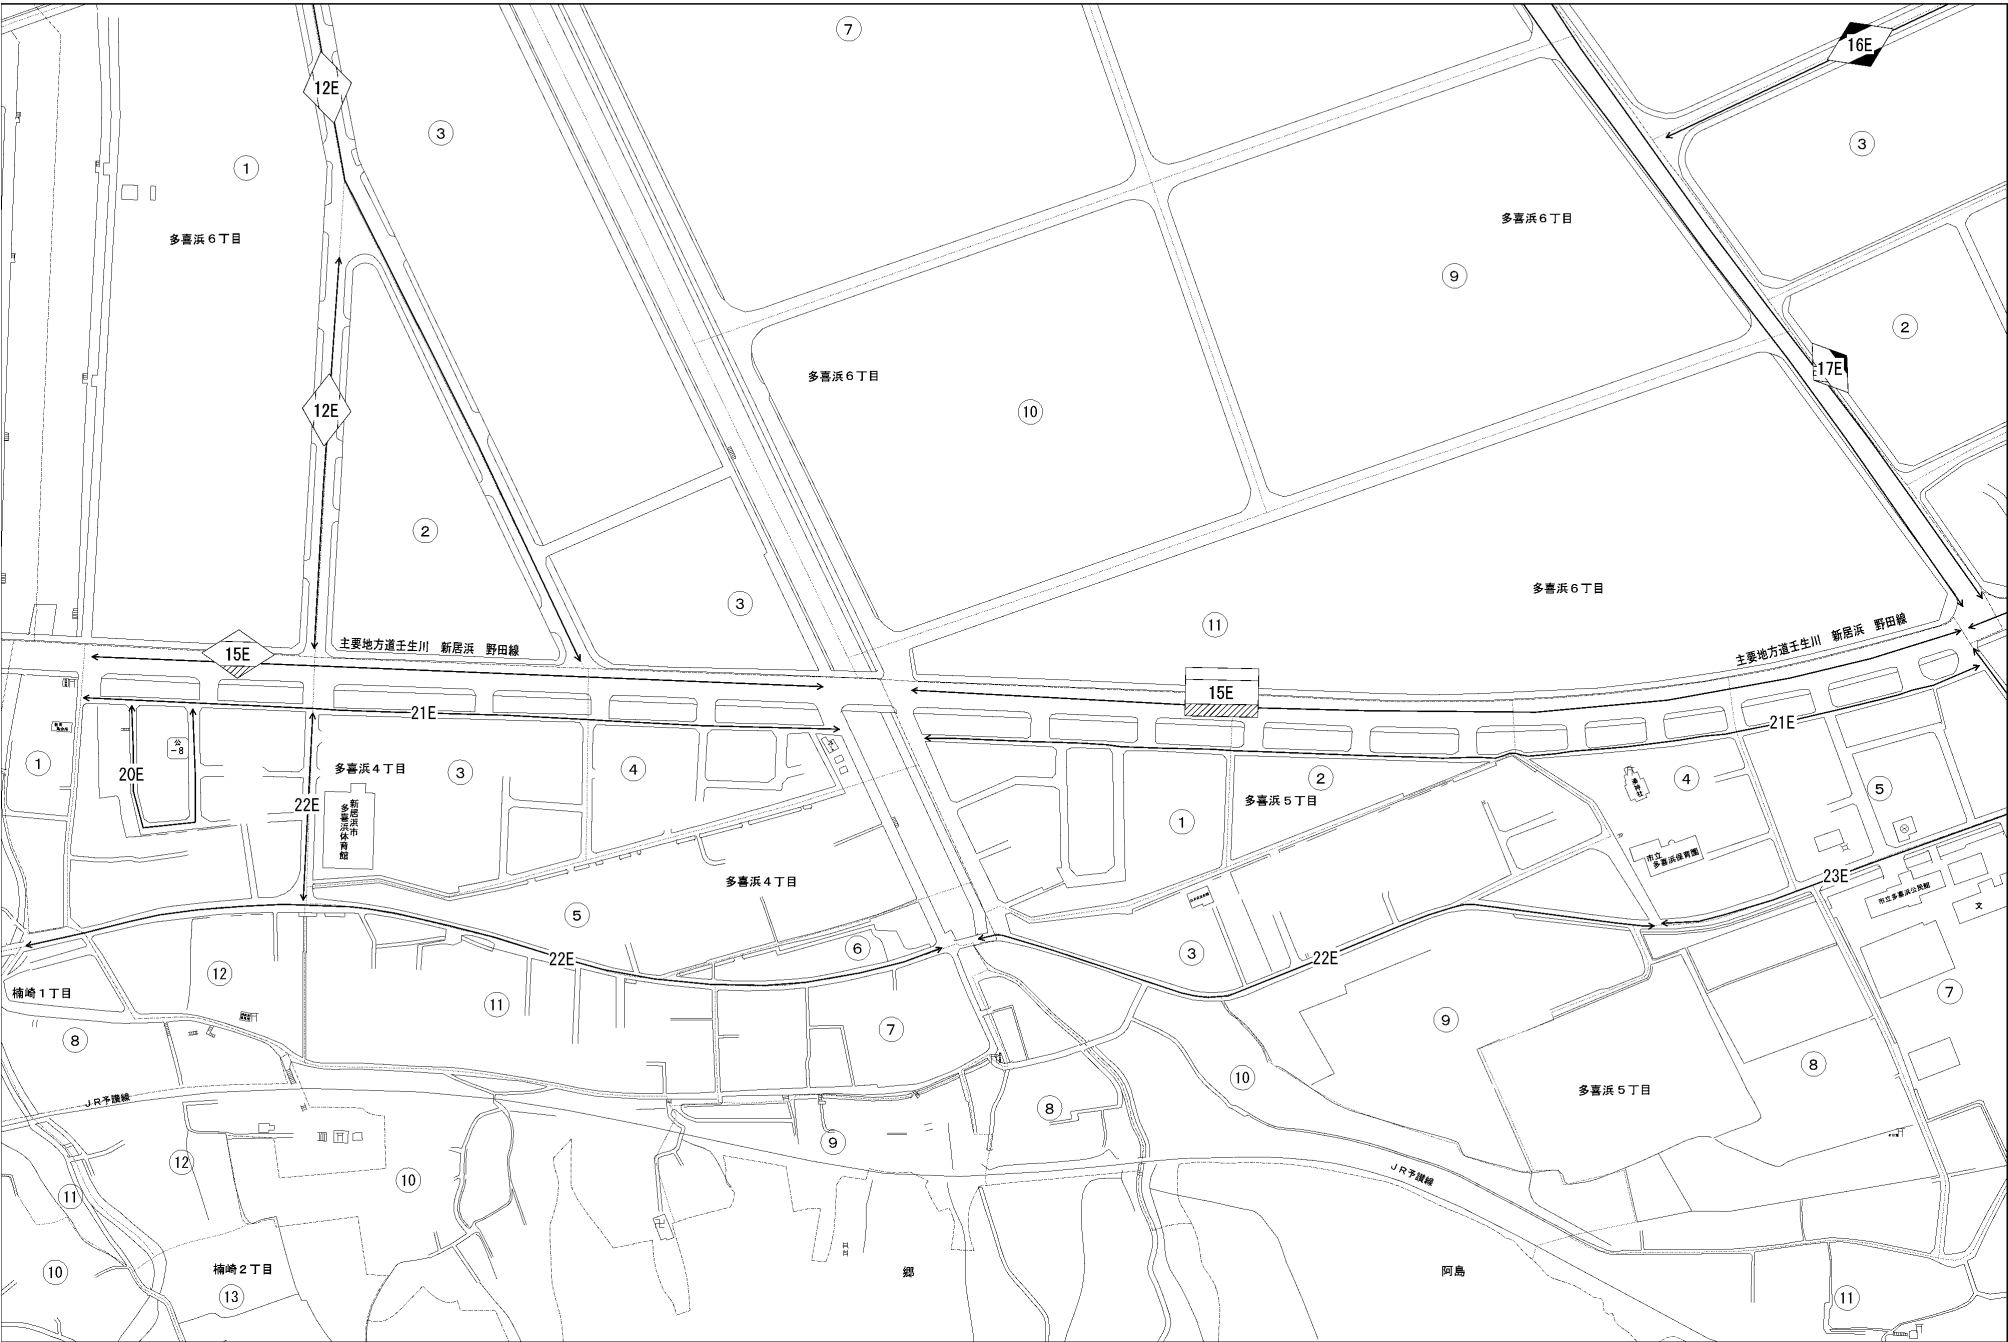 ⑦
16E
12E
③
①
③
多喜浜6丁目
多喜浜6丁目
⑨
②
多喜浜6丁目
17E
⑩
12E
②
多喜浜6丁目
③
⑪
主要地方道壬生川 新居浜 野田線
主要地方道壬生川 新居浜 野田線
15E
15E
21E
21E
公
-8
①
20E
多喜浜4丁目
③
④
②
④
22E
新居浜市
多喜浜体育館
多喜浜5丁目
①
⑤
市立
多喜浜保育園
23E
多喜浜4丁目
⑤
市立多喜浜公民館
文
⑥
22E
③
22E
⑫
楠崎1丁目
⑪
⑦
⑨
⑦
⑧
⑧
⑩
多喜浜5丁目
JR予讃線
⑧
⑨
⑫
⑩
JR予讃線
⑪
⑩
楠崎2丁目
郷
阿島
⑬
⑪